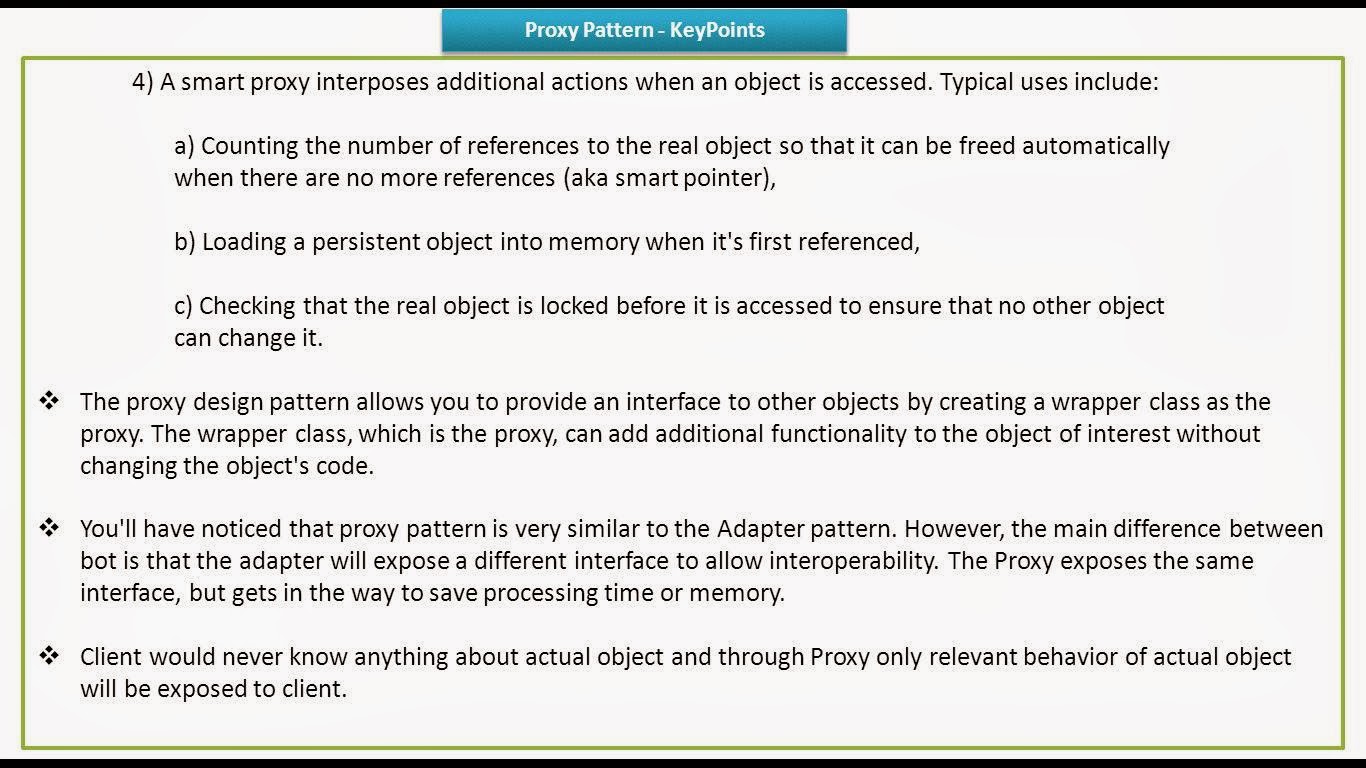 Proxy Pattern - KeyPoints
4) A smart proxy interposes additional actions when an object is accessed. Typical uses include:
a) Counting the number of references to the real object so that it can be freed automatically
when there are no more references (aka smart pointer),
b) Loading a persistent object into memory when it's first referenced,
c) Checking that the real object is locked before it is accessed to ensure that no other object
can change it.
❖ The proxy design pattern allows you to provide an interface to other objects by creating a wrapper class as the
proxy. The wrapper class, which is the proxy, can add additional functionality to the object of interest without
changing the object's code.
❖ You'll have noticed that proxy pattern is very similar to the Adapter pattern. However, the main difference between
bot is that the adapter will expose a different interface to allow interoperability. The Proxy exposes the same
interface, but gets in the way to save processing time or memory.
❖ Client would never know anything about actual object and through Proxy only relevant behavior of actual object
will be exposed to client.